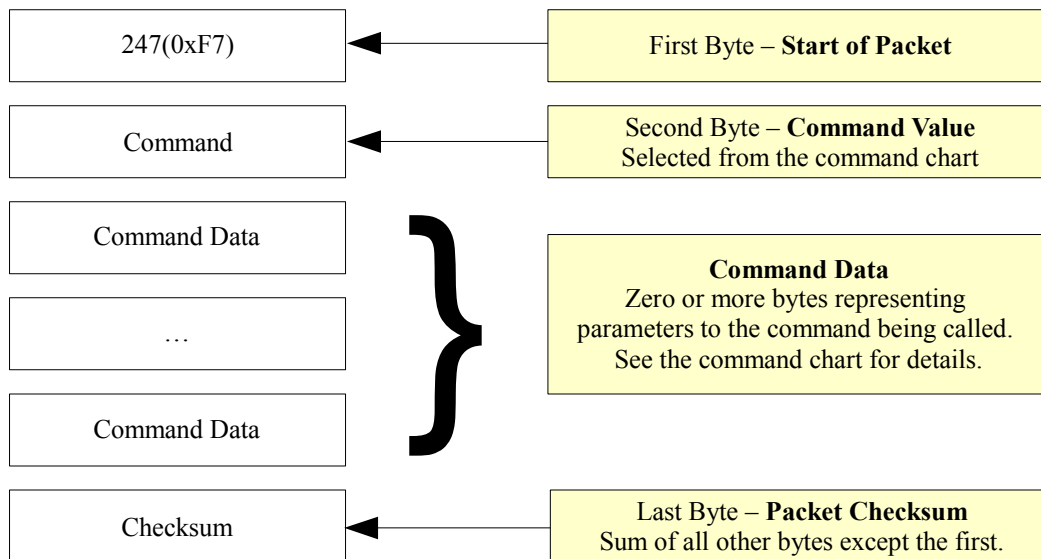 247(0xF7)
First Byte – Start of Packet
Command
Second Byte – Command Value
Selected from the command chart
Command Data
…
Command Data
Command Data
Zero or more bytes representing
parameters to the command being called.
See the command chart for details.
Checksum
Last Byte – Packet Checksum
Sum of all other bytes except the first.